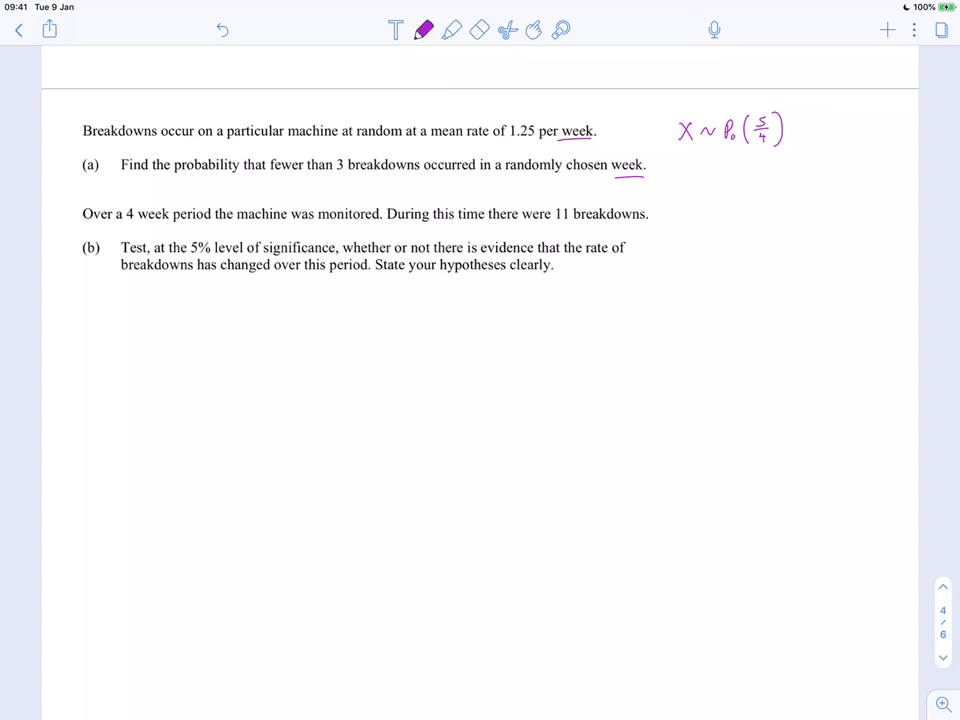 09:41 Tue 9 Jan
100%
T
Breakdowns occur on a particular machine at random at a mean rate of 1.25 per week.
X ~ Po(5/4)
(a) Find the probability that fewer than 3 breakdowns occurred in a randomly chosen week.
Over a 4 week period the machine was monitored. During this time there were 11 breakdowns.
(b) Test, at the 5% level of significance, whether or not there is evidence that the rate of
breakdowns has changed over this period. State your hypotheses clearly.
4
/
6